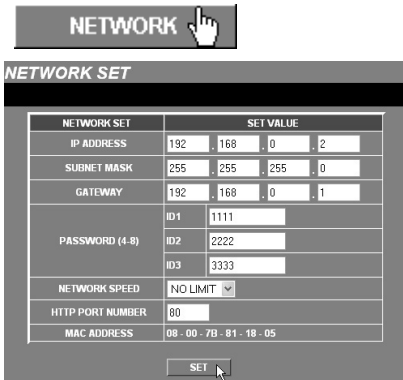 NETWORK
NETWORK SET
NETWORK SET SET VALUE
IP ADDRESS 192 . 168 . 0 . 2
SUBNET MASK 255 . 255 . 255 . 0
GATEWAY 192 . 168 . 0 . 1
PASSWORD (4-8) ID1 1111
ID2 2222
ID3 3333
NETWORK SPEED NO LIMIT
HTTP PORT NUMBER 80
MAC ADDRESS 08 - 00 - 7B - 81 - 18 - 05
SET